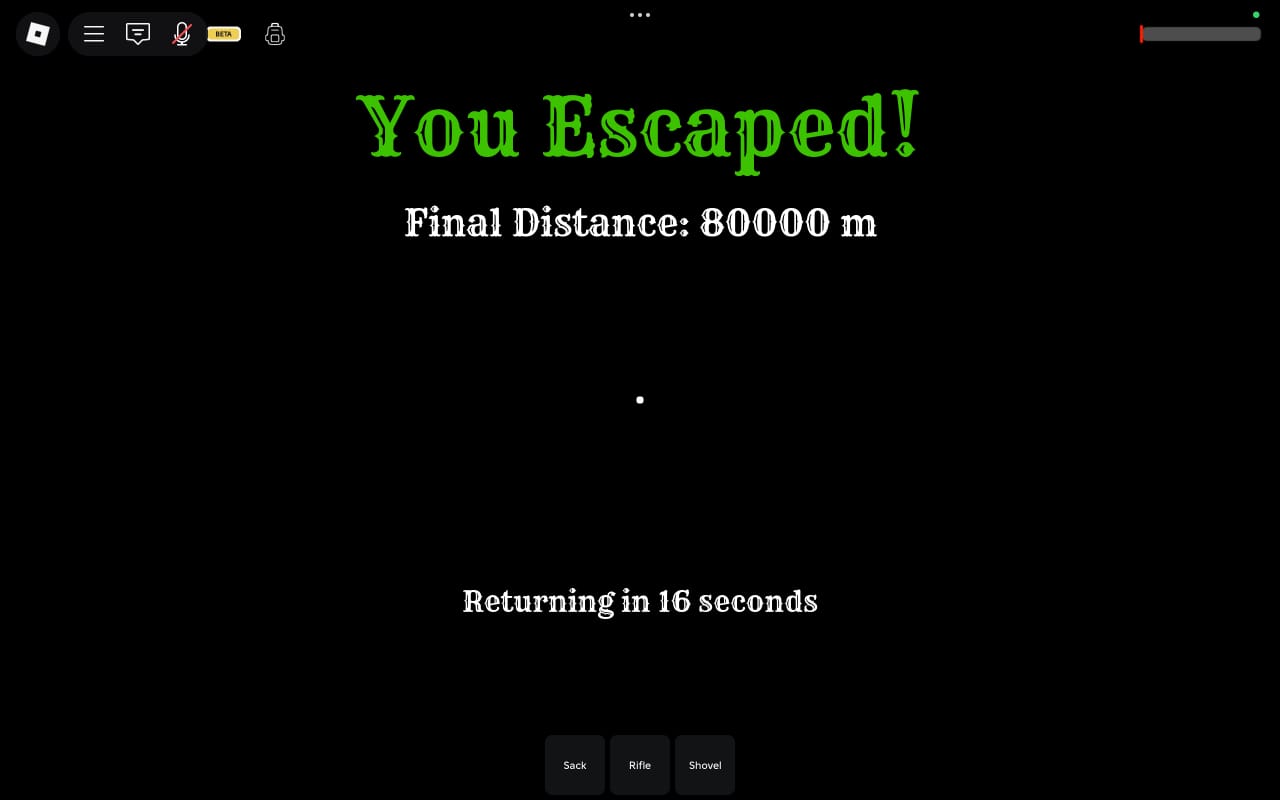 BETA
You Escaped!
Final Distance: 80000 m
Returning in 16 seconds
Sack
Rifle
Shovel